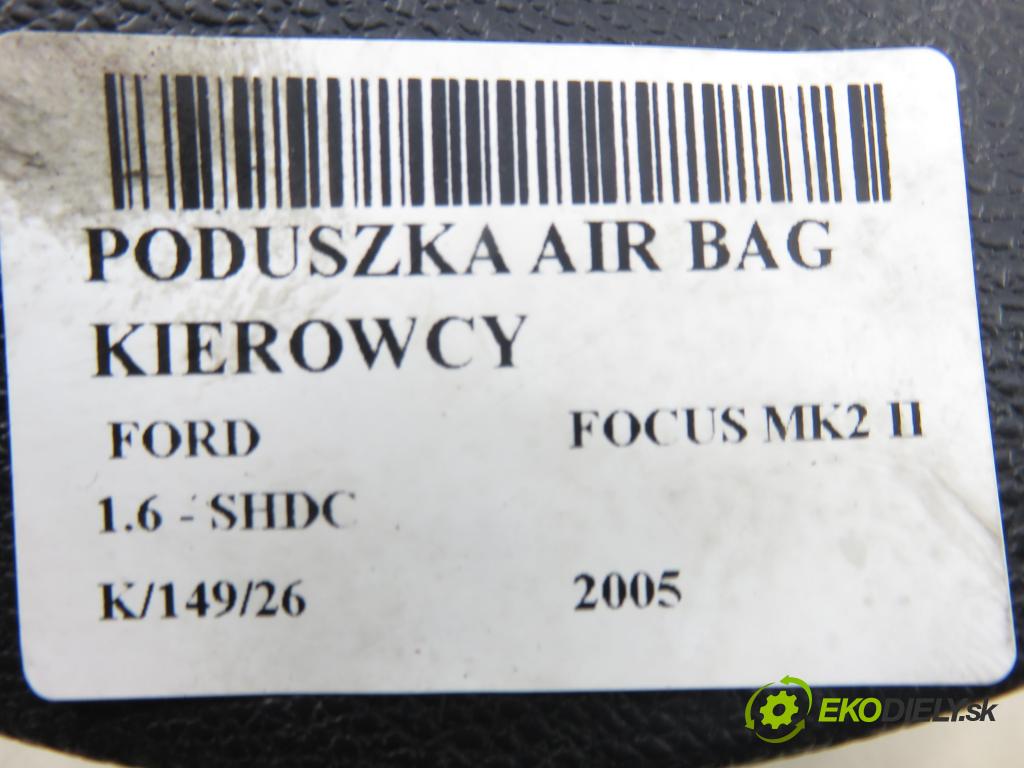 PODUSZKA AIR BAG
KIEROWCY
FORD FOCUS MK2 II
1.6 - SHDC
K/149/26 2005
EKODIELY.sk